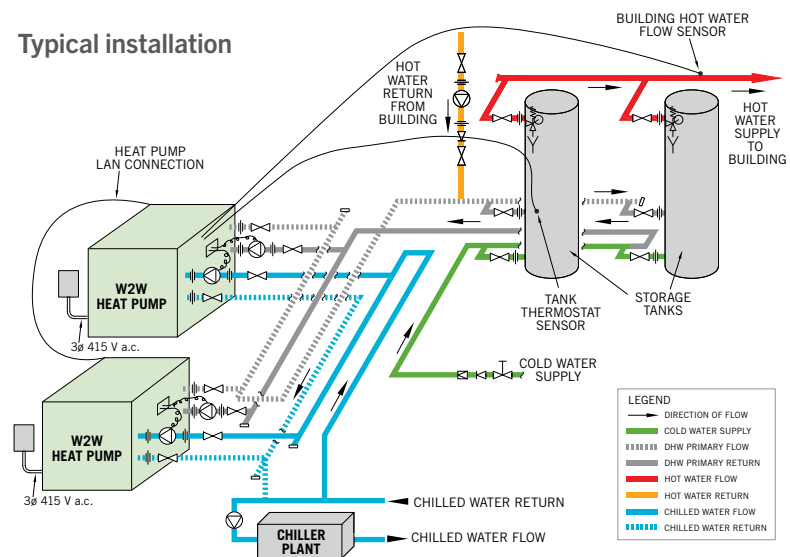 Typical installation
BUILDING HOT WATER
FLOW SENSOR
HOT
WATER
RETURN
FROM
BUILDING
HOT
WATER
SUPPLY
TO
BUILDING
HEAT PUMP
LAN CONNECTION
W2W
HEAT PUMP
3ø 415 V a.c.
TANK
THERMOSTAT
SENSOR
STORAGE
TANKS
COLD WATER
SUPPLY
W2W
HEAT PUMP
3ø 415 V a.c.
CHILLED WATER RETURN
CHILLED WATER FLOW
CHILLER
PLANT
LEGEND
DIRECTION OF FLOW
COLD WATER SUPPLY
DHW PRIMARY FLOW
DHW PRIMARY RETURN
HOT WATER FLOW
HOT WATER RETURN
CHILLED WATER FLOW
CHILLED WATER RETURN